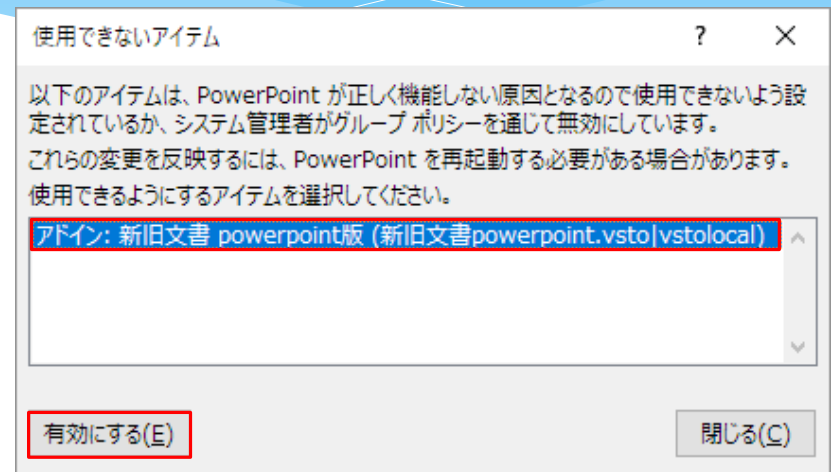 使用できないアイテム
以下のアイテムは、PowerPoint が正しく機能しない原因となるので使用できないよう設
定されているか、システム管理者がグループ ポリシーを通じて無効にしています。
これらの変更を反映するには、PowerPoint を再起動する必要がある場合があります。
使用できるようにするアイテムを選択してください。
アドイン: 新旧文書 powerpoint版 (新旧文書powerpoint.vsto|vstolocal)
有効にする(E)
閉じる(C)